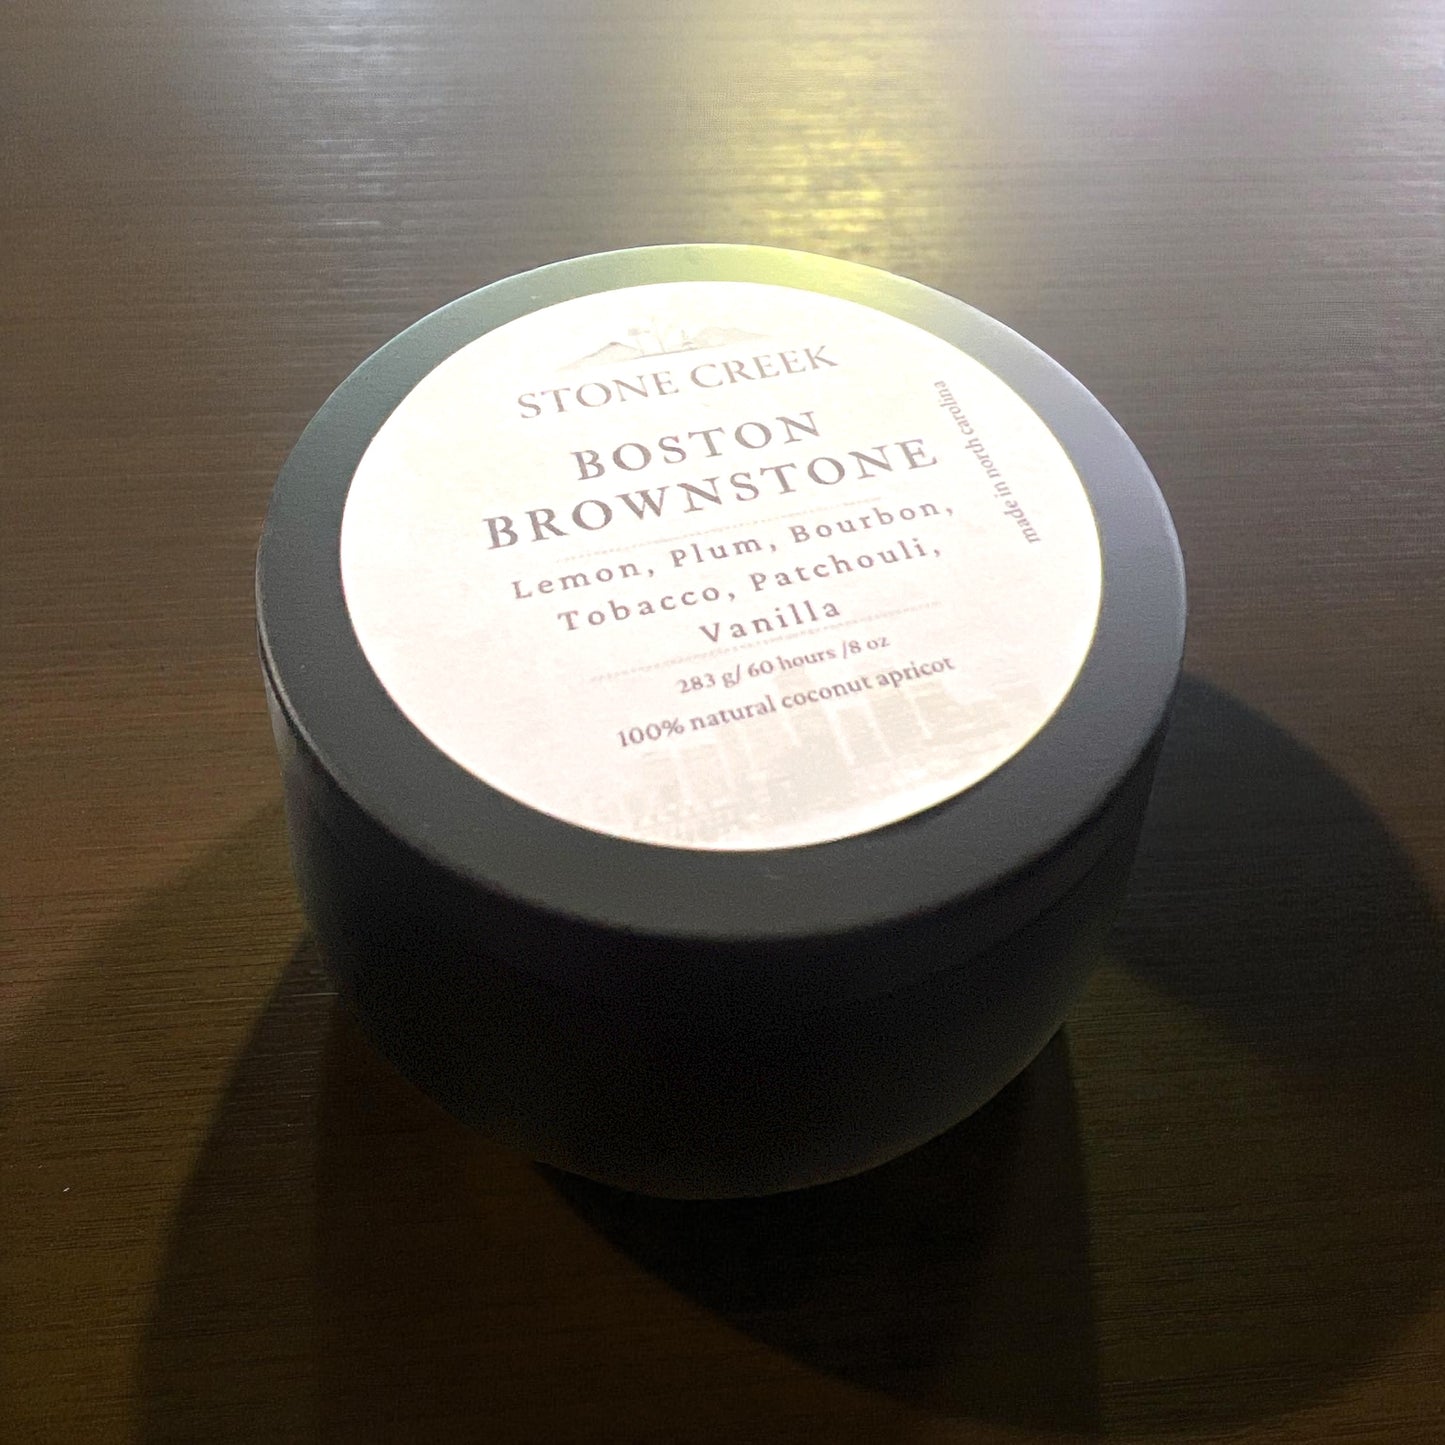 STONE CREEK
BOSTON
BROWNSTONE
Lemon, Plum, Bourbon,
Tobacco, Patchouli,
Vanilla
283 g/ 60 hours /8 oz
100% natural coconut apricot
made in north carolina